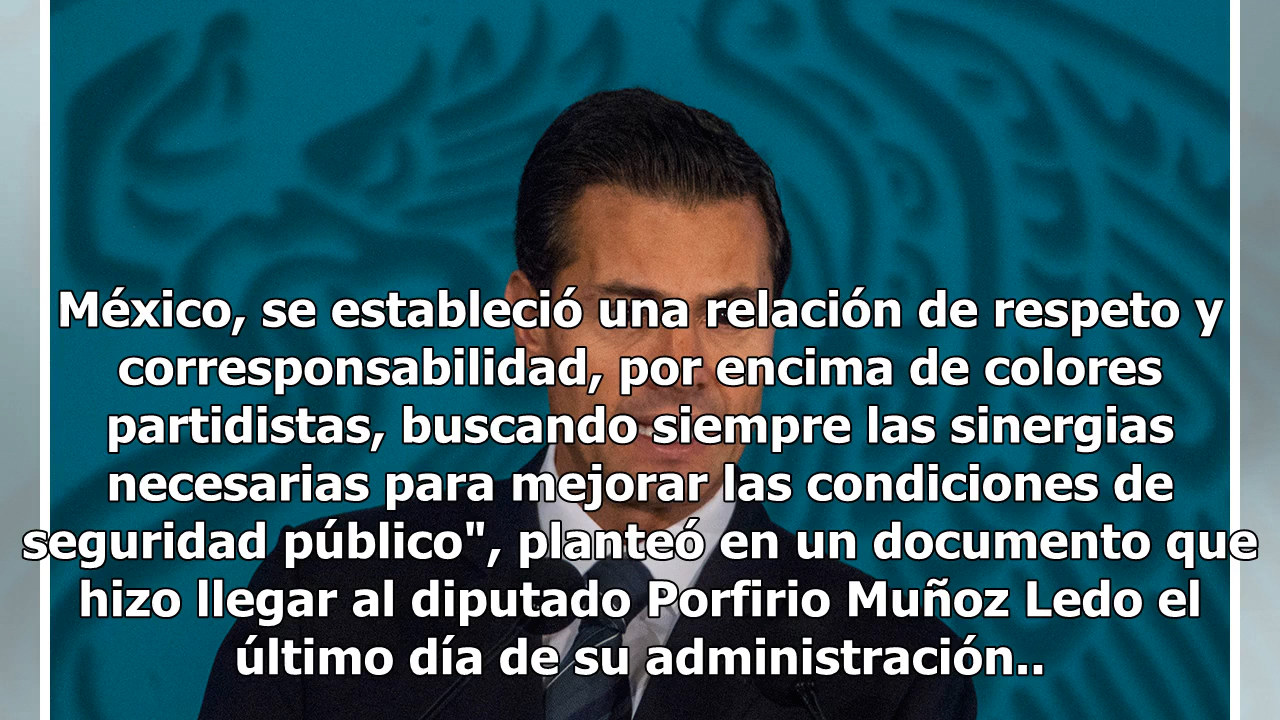 México, se estableció una relación de respeto y
corresponsabilidad, por encima de colores
partidistas, buscando siempre las sinergias
necesarias para mejorar las condiciones de
seguridad público", planteó en un documento que
hizo llegar al diputado Porfirio Muñoz Ledo el
último día de su administración..